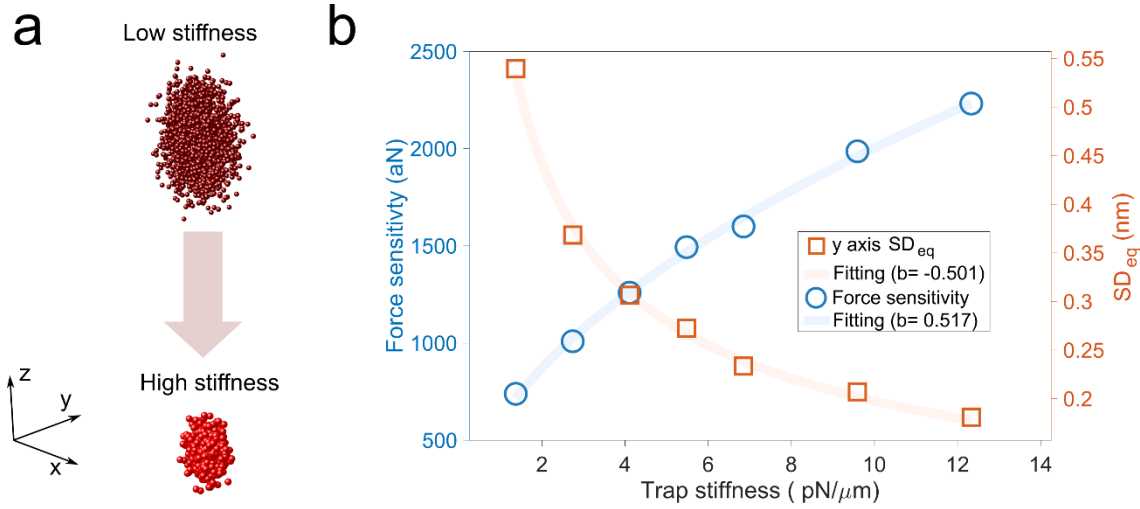 a
Low stiffness
High stiffness
z
y
x
b
2500
2000
1500
1000
500
Force sensitivty (aN)
0.55
0.5
0.45
0.4
0.35
0.3
0.25
0.2
SD_eq (nm)
y axis SD_eq
Fitting (b= -0.501)
Force sensitivity
Fitting (b= 0.517)
2 4 6 8 10 12 14
Trap stiffness ( pN/μm)